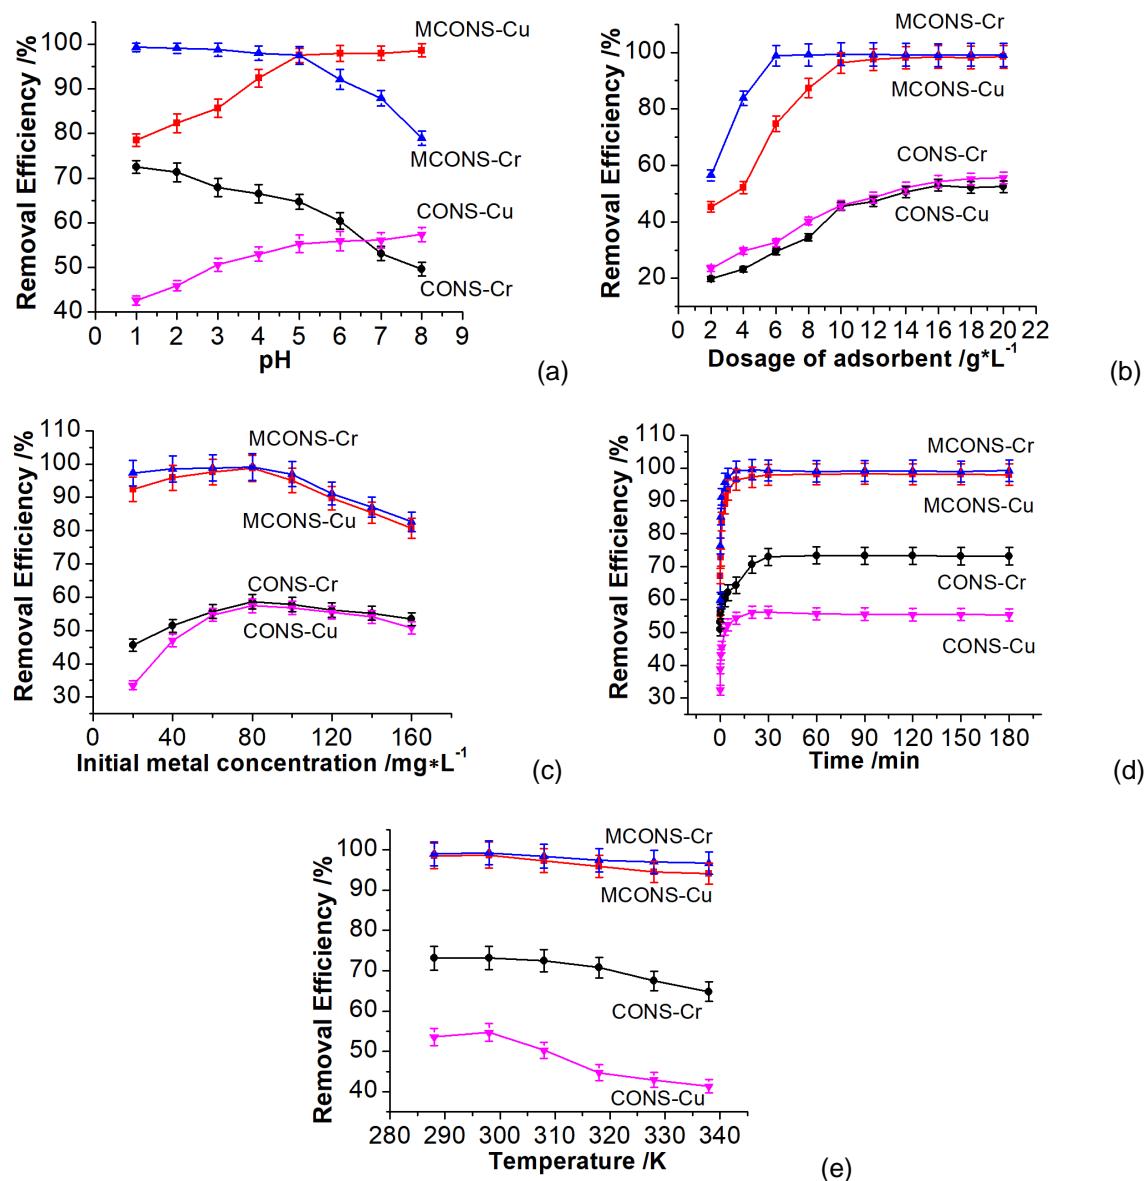 MCONS-Cu
100
90
80
70
60
50
40
Removal Efficiency /%
MCONS-Cr
CONS-Cu
CONS-Cr
0 1 2 3 4 5 6 7 8 9
pH
(a)
MCONS-Cr
MCONS-Cu
CONS-Cr
CONS-Cu
100
80
60
40
20
Removal Efficiency /%
0 2 4 6 8 10 12 14 16 18 20 22
Dosage of adsorbent /g*L-1
(b)
110
100
90
80
70
60
50
40
30
Removal Efficiency /%
MCONS-Cr
MCONS-Cu
CONS-Cr
CONS-Cu
0 40 80 120 160
Initial metal concentration /mg*L-1
(c)
110
100
90
80
70
60
50
40
30
Removal Efficiency /%
MCONS-Cr
MCONS-Cu
CONS-Cr
CONS-Cu
0 30 60 90 120 150 180
Time /min
(d)
100
90
80
70
60
50
40
Removal Efficiency /%
MCONS-Cr
MCONS-Cu
CONS-Cr
CONS-Cu
280 290 300 310 320 330 340
Temperature /K
(e)